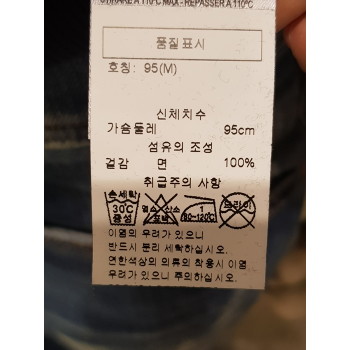 STIRARE A 110°C MAX - REPASSER A 110°C
품질표시
호칭: 95(M)
신체치수
가슴둘레 95cm
섬유의 조성
겉감 면 100%
취급주의 사항
손세탁 30℃ 중성
염소·산소 표백
1 80~120℃
드라이
이염의 우려가 있으니
반드시 분리 세탁하십시오.
연한색상의 의류와 착용시 이염
우려가 있으니 주의하십시오.